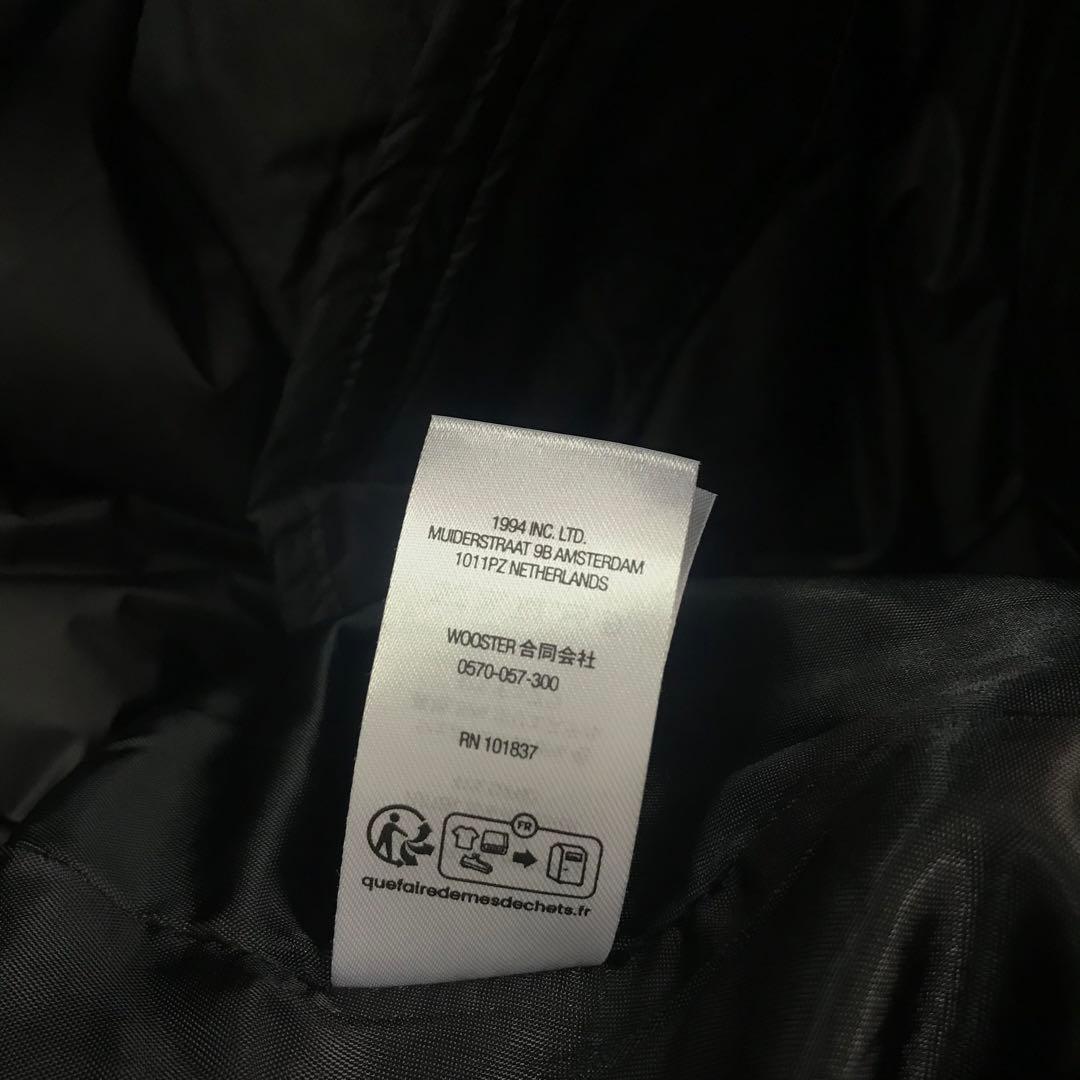 1994 INC. LTD.
MUIDERSTRAAT 9B AMSTERDAM
1011PZ NETHERLANDS
WOOSTER 合同会社
0570-057-300
RN 101837
FR
quefairedemesdechets.fr